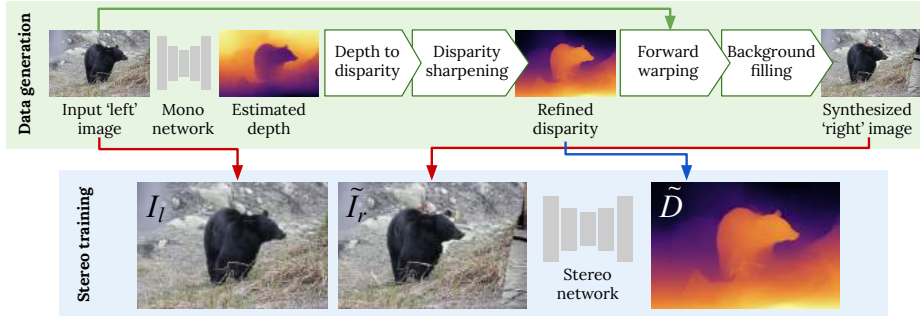 Data generation
Input ‘left’
image
Mono
network
Estimated
depth
Depth to
disparity
Disparity
sharpening
Refined
disparity
Forward
warping
Background
filling
Synthesized
‘right’ image
Stereo training
I_l
Ĩ_r
Stereo
network
D̃